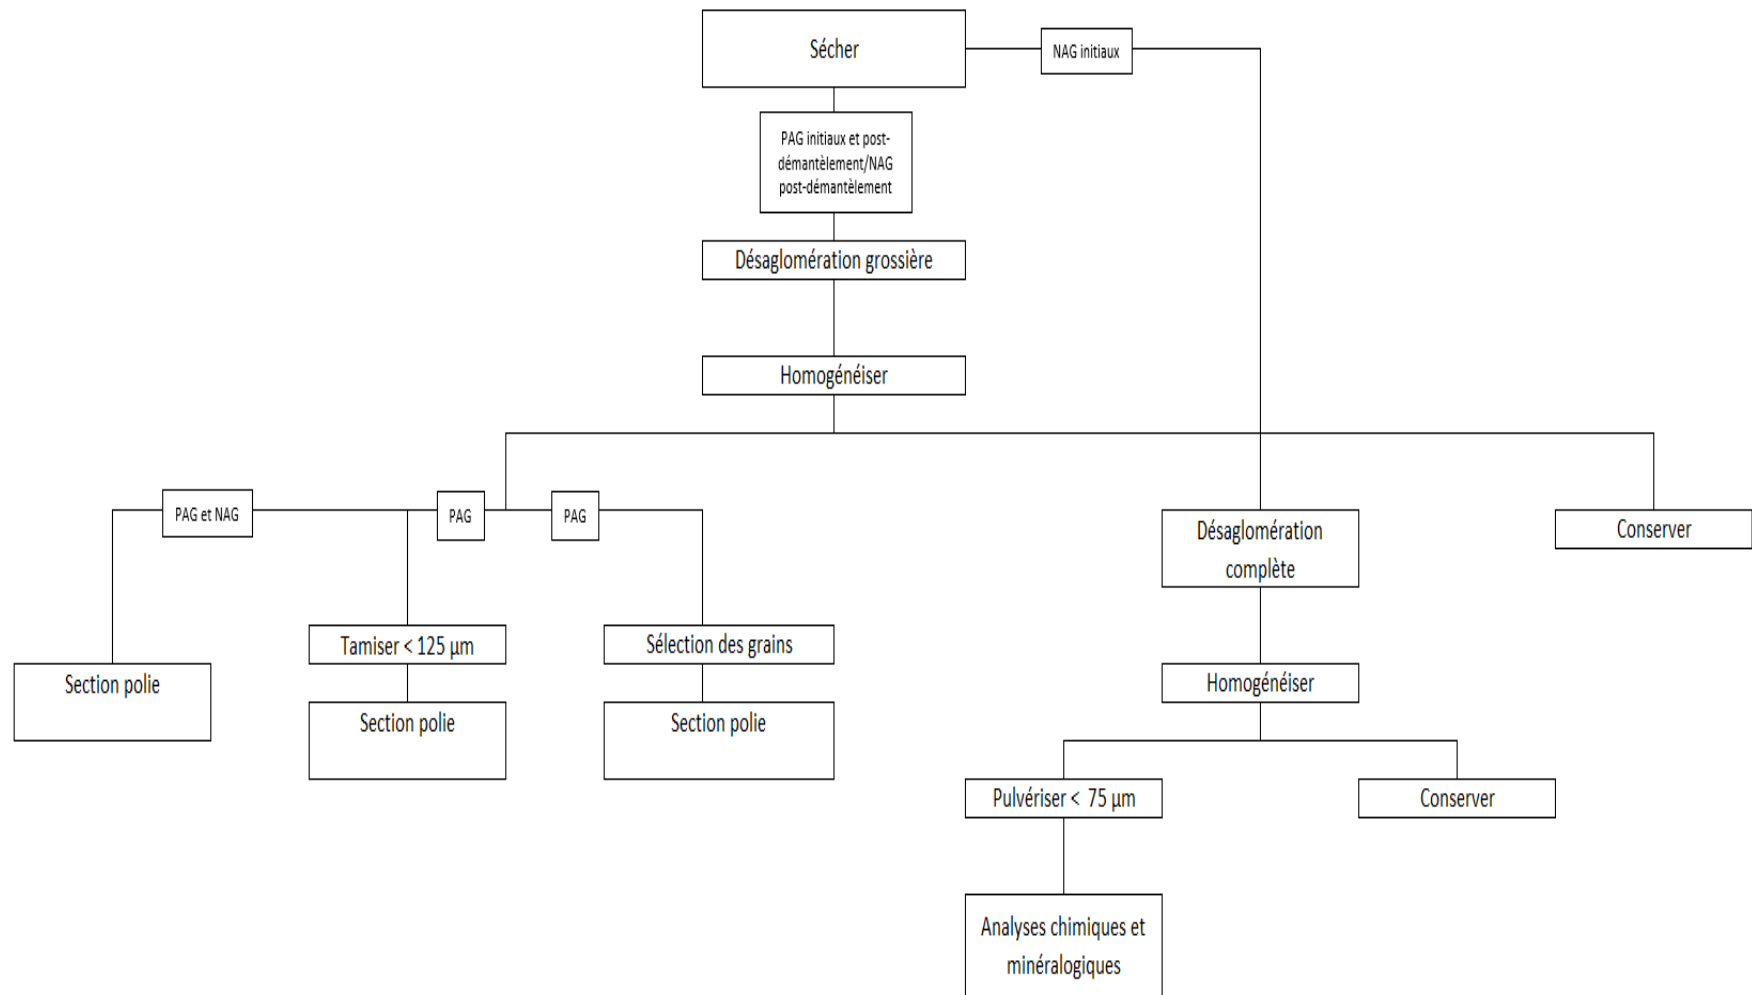 Sécher
NAG initiaux
PAG initiaux et post-
démantèlement/NAG
post-démantèlement
Désaglomération grossière
Homogénéiser
PAG et NAG
PAG
PAG
Désaglomération
complète
Conserver
Tamiser < 125 µm
Sélection des grains
Section polie
Homogénéiser
Section polie
Section polie
Pulvériser < 75 µm
Conserver
Analyses chimiques et
minéralogiques